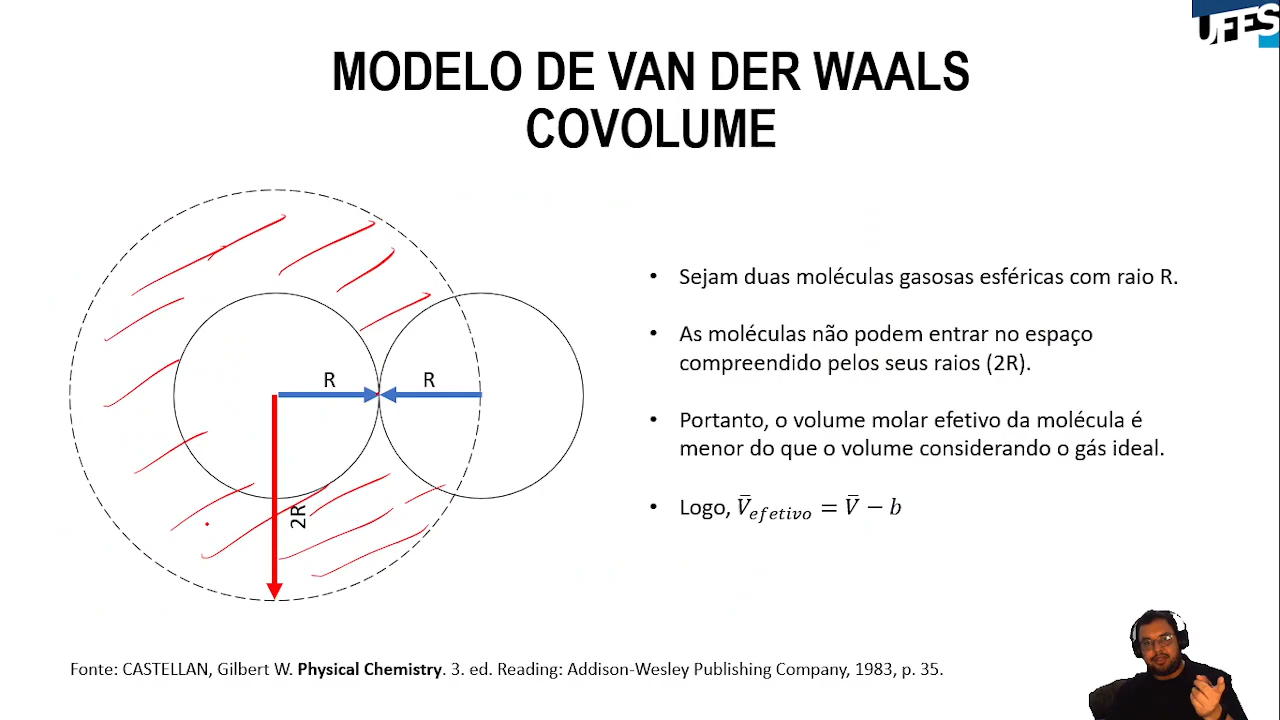 UFES
MODELO DE VAN DER WAALS
COVOLUME
R
R
2R
• Sejam duas moléculas gasosas esféricas com raio R.
• As moléculas não podem entrar no espaço
compreendido pelos seus raios (2R).
• Portanto, o volume molar efetivo da molécula é
menor do que o volume considerando o gás ideal.
• Logo, V̄efetivo = V̄ − b
Fonte: CASTELLAN, Gilbert W. Physical Chemistry. 3. ed. Reading: Addison-Wesley Publishing Company, 1983, p. 35.